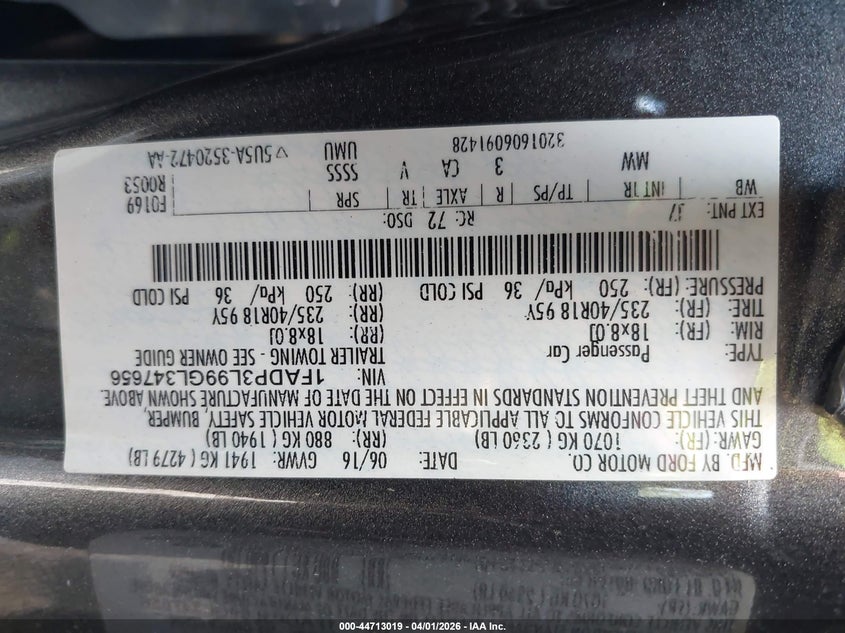 MFD. BY FORD MOTOR CO.
DATE: 06/16 GVWR: 1941 KG ( 4279 LB)
GAWR: (FR): 1070 KG ( 2360 LB) (RR): 880 KG ( 1940 LB)
THIS VEHICLE CONFORMS TO ALL APPLICABLE FEDERAL MOTOR VEHICLE SAFETY, BUMPER,
AND THEFT PREVENTION STANDARDS IN EFFECT ON THE DATE OF MANUFACTURE SHOWN ABOVE
VIN: 1FADP3L99GL347656
TYPE: Passenger Car TRAILER TOWING - SEE OWNER GUIDE
RIM: (FR): 18x8.0J (RR): 18x8.0J
TIRE: (FR): 235/40R18 95Y (RR): 235/40R18 95Y
PRESSURE: (FR): 250 kPa/ 36 PSI COLD (RR): 250 kPa/ 36 PSI COLD
EXT PNT: J7 RC: 72 DSO: F0169
WB INT TR TP/PS R AXLE TR SPR R0053
MW 3 CA V SSSS
3201606091428 UMU 5U5A-3520472-AA
000-44713019 - 04/01/2026 - IAA Inc.